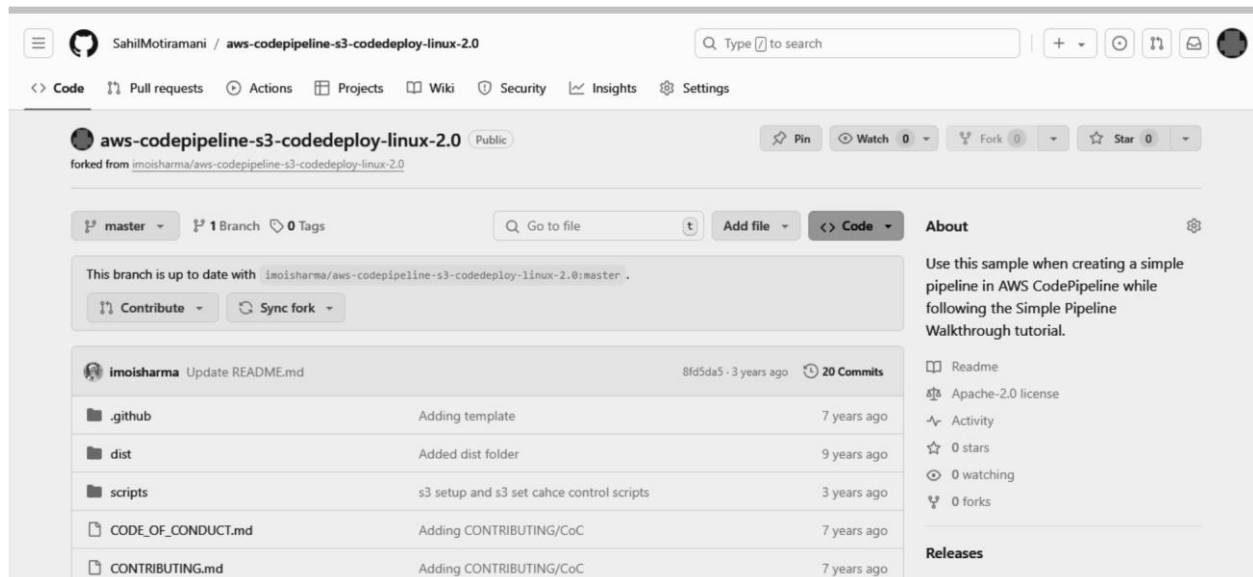 SahilMotiramani / aws-codepipeline-s3-codedeploy-linux-2.0
Type / to search
Code Pull requests Actions Projects Wiki Security Insights Settings
aws-codepipeline-s3-codedeploy-linux-2.0 Public
Pin Watch 0 Fork 0 Star 0
forked from imoisharma/aws-codepipeline-s3-codedeploy-linux-2.0
master 1 Branch 0 Tags Go to file t Add file Code
This branch is up to date with imoisharma/aws-codepipeline-s3-codedeploy-linux-2.0:master .
Contribute Sync fork
imoisharma Update README.md 8fd5da5 · 3 years ago 20 Commits
.github Adding template 7 years ago
dist Added dist folder 9 years ago
scripts s3 setup and s3 set cahce control scripts 3 years ago
CODE_OF_CONDUCT.md Adding CONTRIBUTING/CoC 7 years ago
CONTRIBUTING.md Adding CONTRIBUTING/CoC 7 years ago
About
Use this sample when creating a simple
pipeline in AWS CodePipeline while
following the Simple Pipeline
Walkthrough tutorial.
Readme
Apache-2.0 license
Activity
0 stars
0 watching
0 forks
Releases